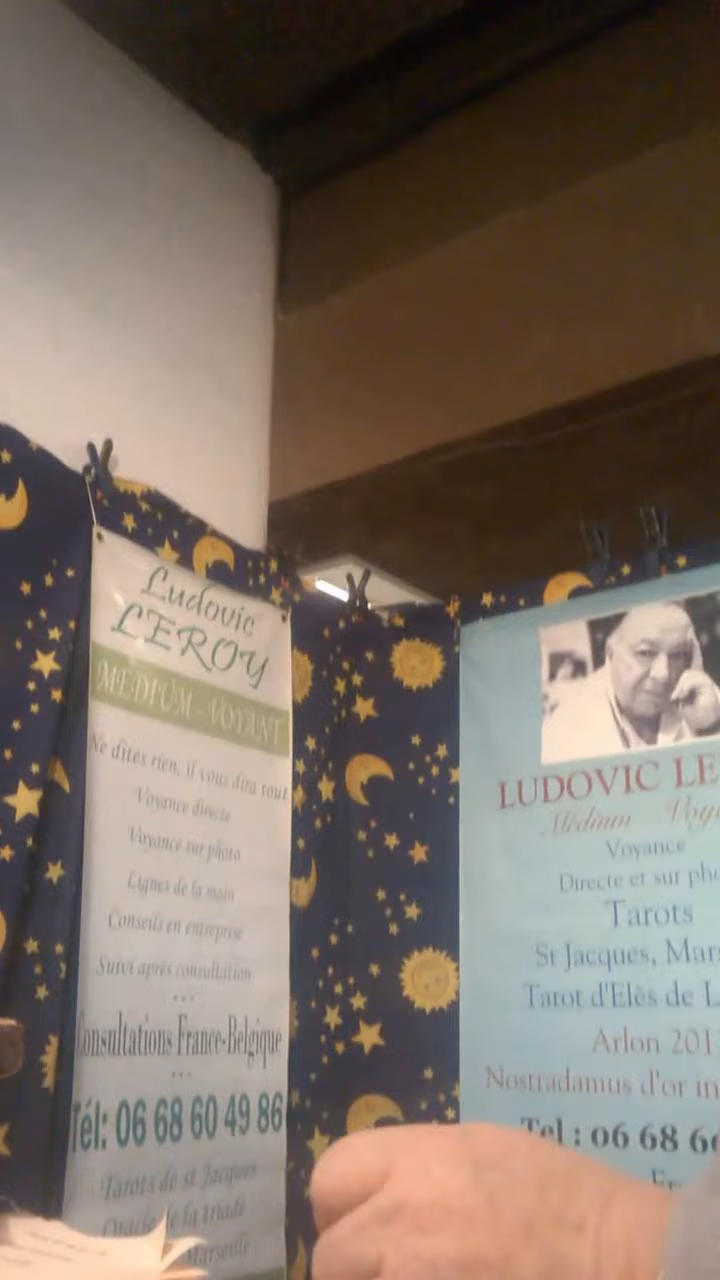 Ludovic
LEROY
MEDIUM - VOYANT
Ne dites rien, il vous dira tout
Voyance directe
Voyance sur photo
Lignes de la main
Conseils en entreprise
Suivi après consultation
...
Consultations France-Belgique
...
Tél: 06 68 60 49 86
Tarots de st Jacques
Oracle de la triade
Marseille
LUDOVIC LE
Médium Voy
Voyance
Directe et sur pho
Tarots
St Jacques, Mars
Tarot d'Elès de L
Arlon 201
Nostradamus d'or in
Tel : 06 68 6